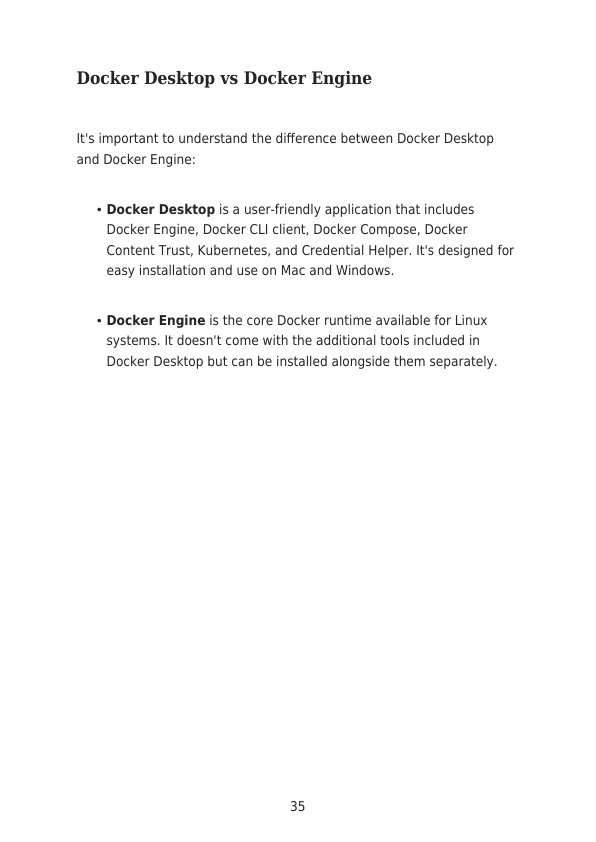 Docker Desktop vs Docker Engine
It's important to understand the difference between Docker Desktop
and Docker Engine:
• Docker Desktop is a user-friendly application that includes
Docker Engine, Docker CLI client, Docker Compose, Docker
Content Trust, Kubernetes, and Credential Helper. It's designed for
easy installation and use on Mac and Windows.
• Docker Engine is the core Docker runtime available for Linux
systems. It doesn't come with the additional tools included in
Docker Desktop but can be installed alongside them separately.
35